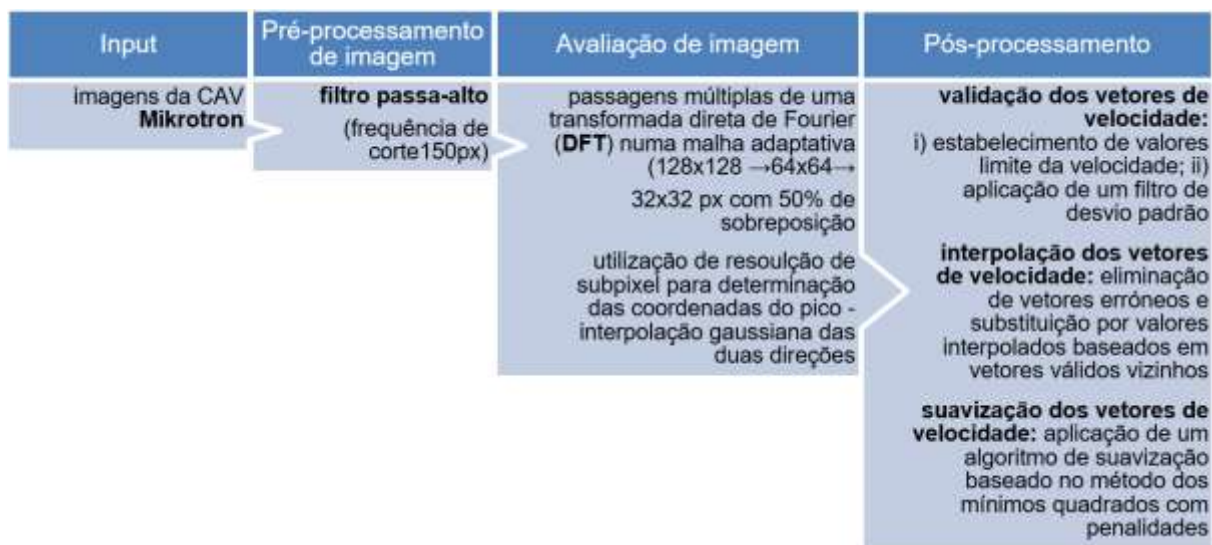 Input
Pré-processamento
de imagem
Avaliação de imagem
Pós-processamento
imagens da CAV
Mikrotron
filtro passa-alto
(frequência de
corte150px)
passagens múltiplas de uma
transformada direta de Fourier
(DFT) numa malha adaptativa
(128x128 →64x64→
32x32 px com 50% de
sobreposição
utilização de resoulção de
subpixel para determinação
das coordenadas do pico -
interpolação gaussiana das
duas direções
validação dos vetores de
velocidade:
i) estabelecimento de valores
limite da velocidade; ii)
aplicação de um filtro de
desvio padrão
interpolação dos vetores
de velocidade: eliminação
de vetores erróneos e
substituição por valores
interpolados baseados em
vetores válidos vizinhos
suavização dos vetores de
velocidade: aplicação de um
algoritmo de suavização
baseado no método dos
mínimos quadrados com
penalidades